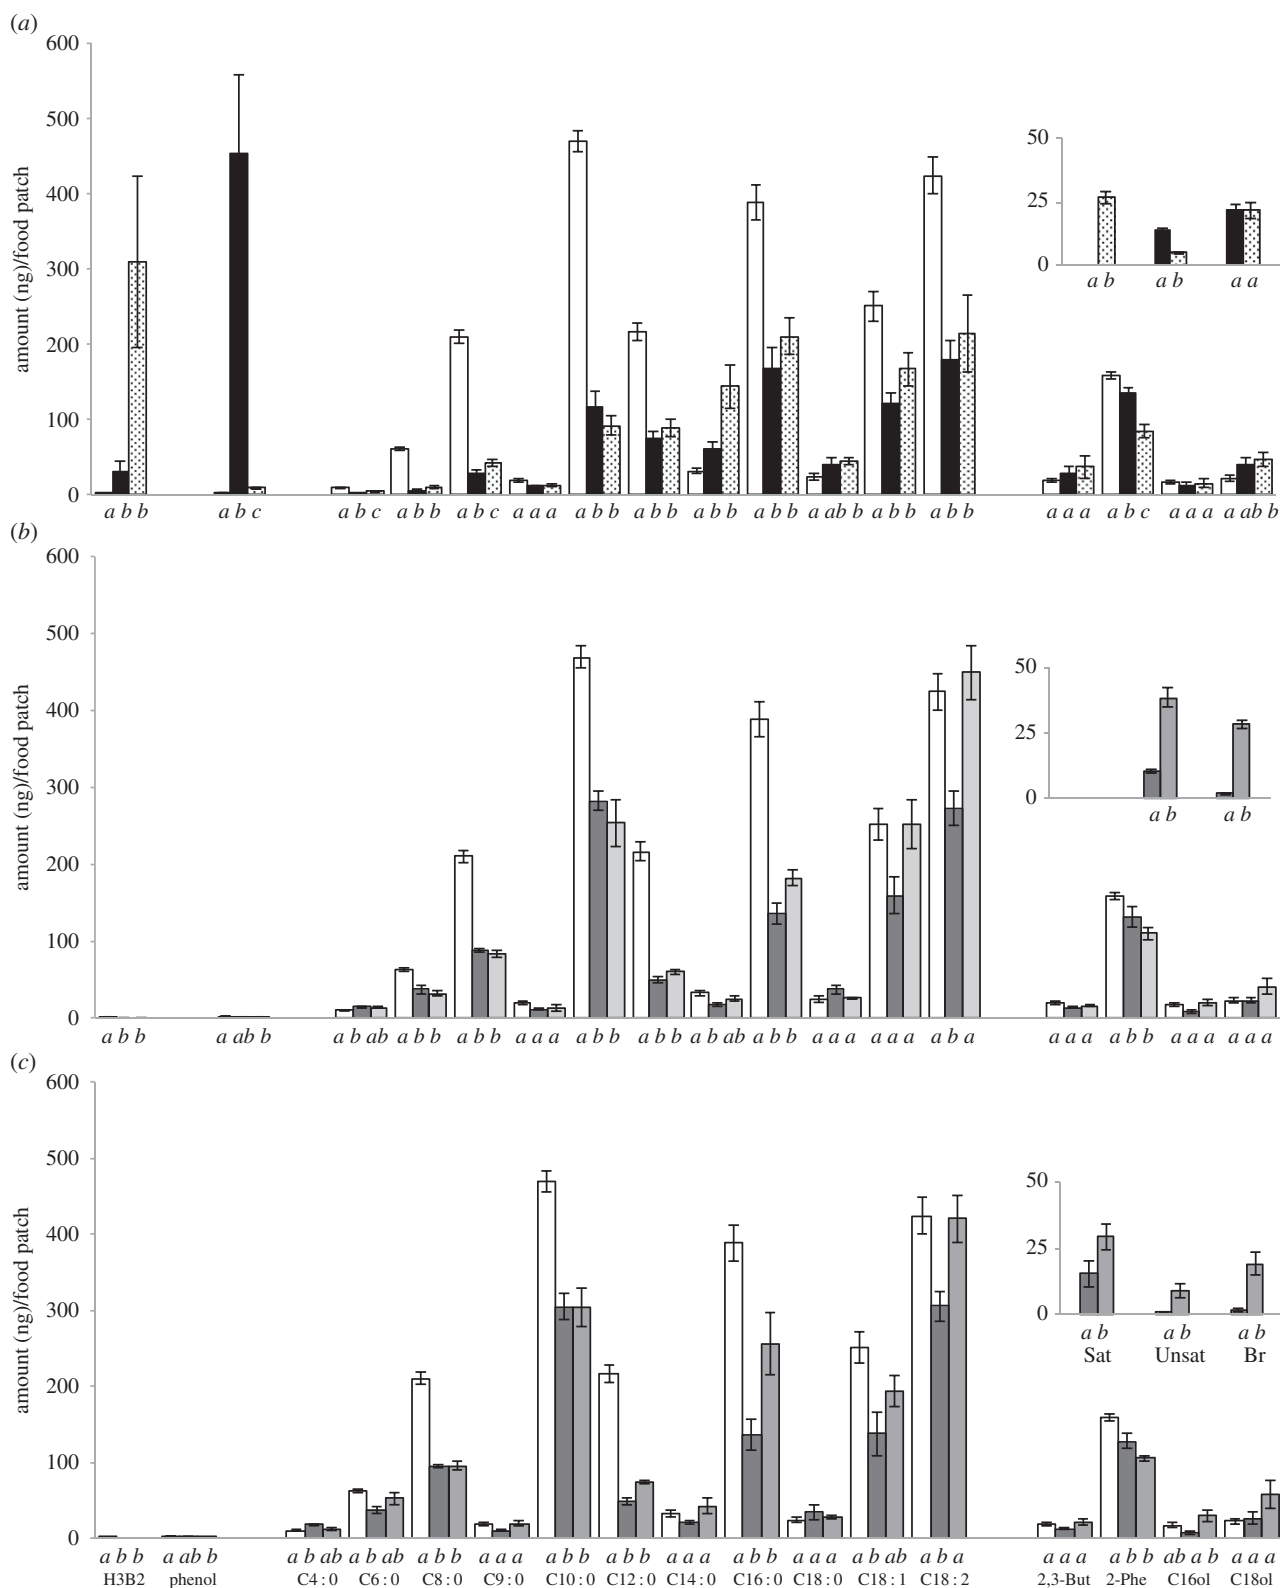 (a)
600
500
400
300
200
100
0
amount (ng)/food patch
50
25
0
a b a b a a
a b b a b c a b c a b b a b c a a a a b b a b b a b b a b b a ab b a b b a b b a a a a b c a a a a ab b
(b)
600
500
400
300
200
100
0
amount (ng)/food patch
50
25
0
a b a b
a b b a ab b a b ab a b b a b b a a a a b b a b b a b ab a b b a a a a a a a b a a a a a b b a a a a a a
(c)
600
500
400
300
200
100
0
amount (ng)/food patch
50
25
0
a b a b a b
Sat Unsat Br
a b b a ab b a b ab a b ab a b b a a a a b b a b b a a a a b b a a a a b ab a b a a a a a b b ab a b a a a
H3B2 phenol C4 : 0 C6 : 0 C8 : 0 C9 : 0 C10 : 0 C12 : 0 C14 : 0 C16 : 0 C18 : 0 C18 : 1 C18 : 2 2,3-But 2-Phe C16ol C18ol